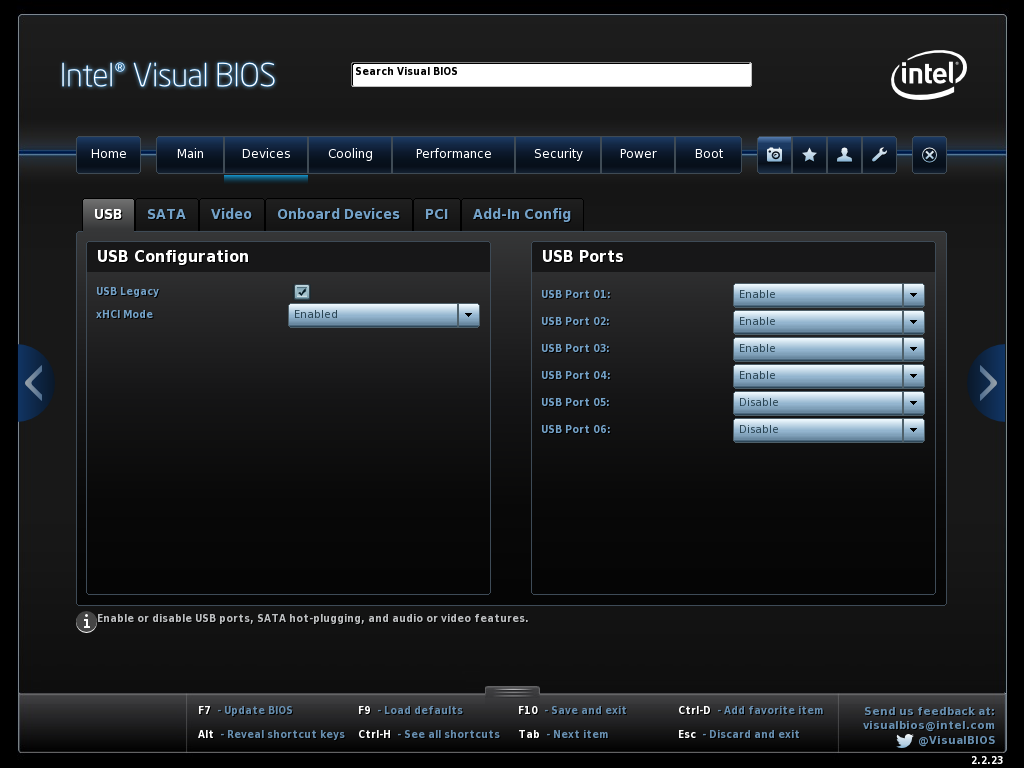 Intel® Visual BIOS
Search Visual BIOS
intel
Home Main Devices Cooling Performance Security Power Boot
USB SATA Video Onboard Devices PCI Add-In Config
USB Configuration
USB Legacy
xHCI Mode Enabled
USB Ports
USB Port 01: Enable
USB Port 02: Enable
USB Port 03: Enable
USB Port 04: Enable
USB Port 05: Disable
USB Port 06: Disable
i Enable or disable USB ports, SATA hot-plugging, and audio or video features.
F7 - Update BIOS F9 - Load defaults F10 - Save and exit Ctrl-D - Add favorite item
Alt - Reveal shortcut keys Ctrl-H - See all shortcuts Tab - Next item Esc - Discard and exit
Send us feedback at:
visualbios@intel.com
@VisualBIOS
2.2.23